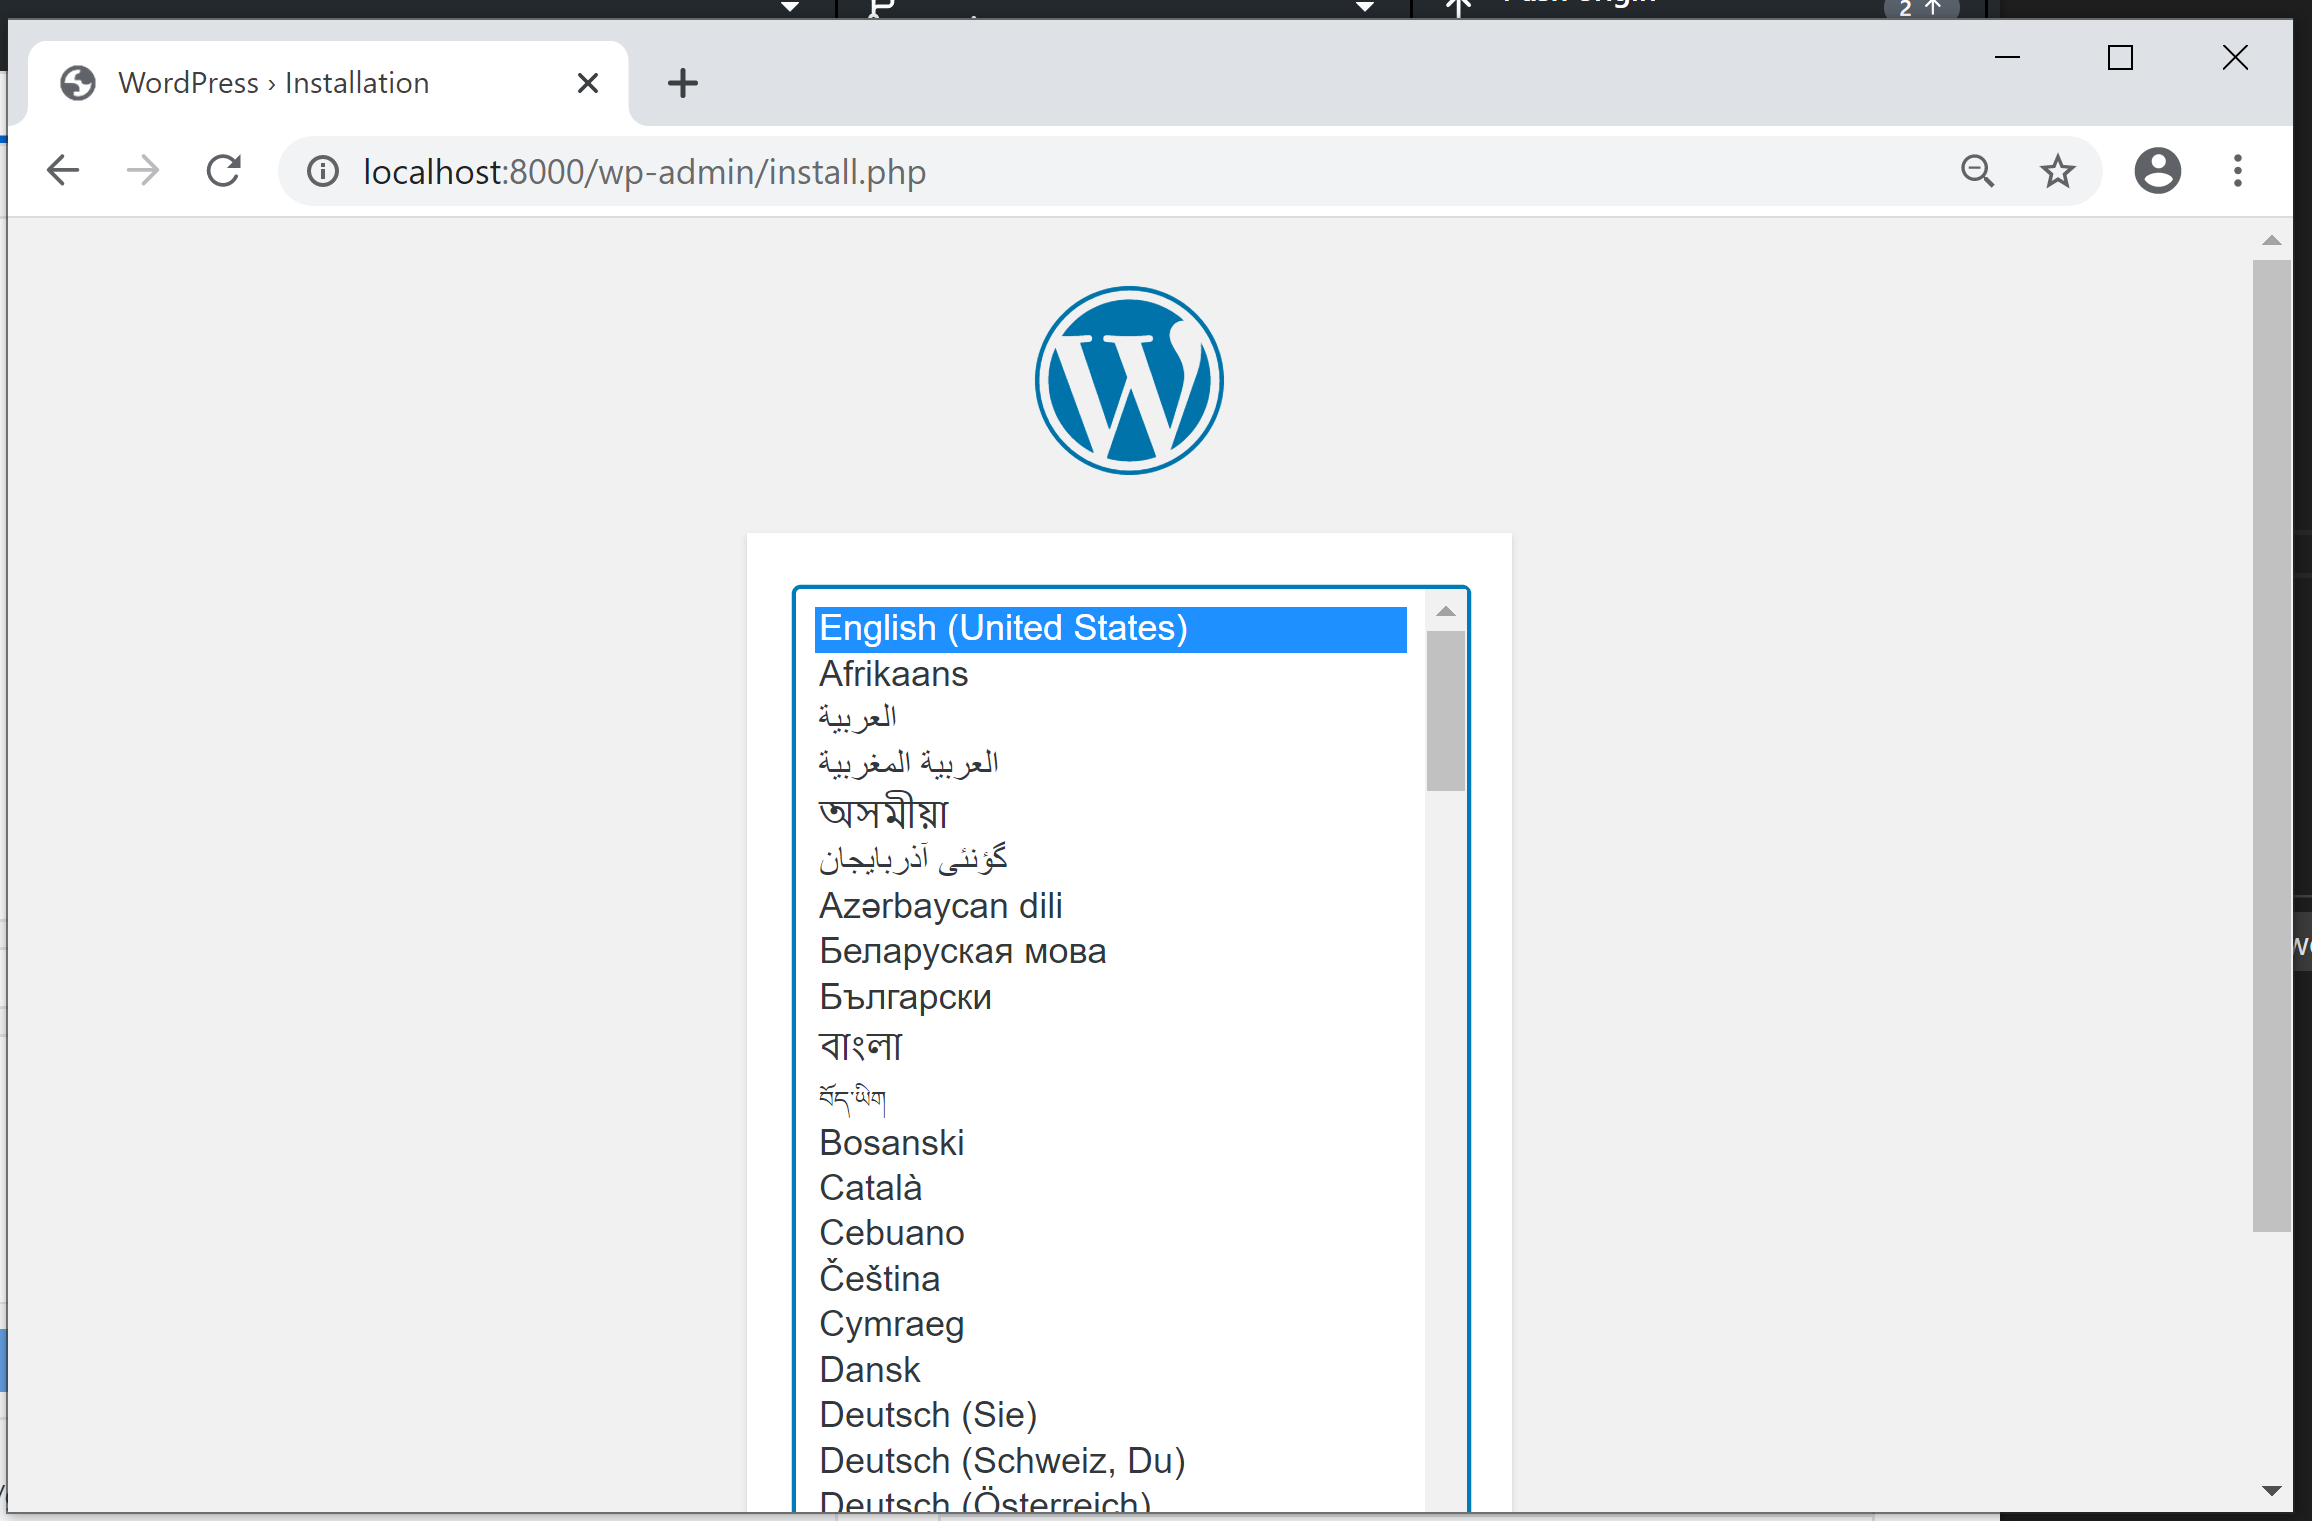 2
WordPress › Installation
localhost:8000/wp-admin/install.php
English (United States)
Afrikaans
العربية
العربية المغربية
অসমীয়া
گؤنئی آذربایجان
Azərbaycan dili
Беларуская мова
Български
বাংলা
བོད་ཡིག
Bosanski
Català
Cebuano
Čeština
Cymraeg
Dansk
Deutsch (Sie)
Deutsch (Schweiz, Du)
Deutsch (Österreich)